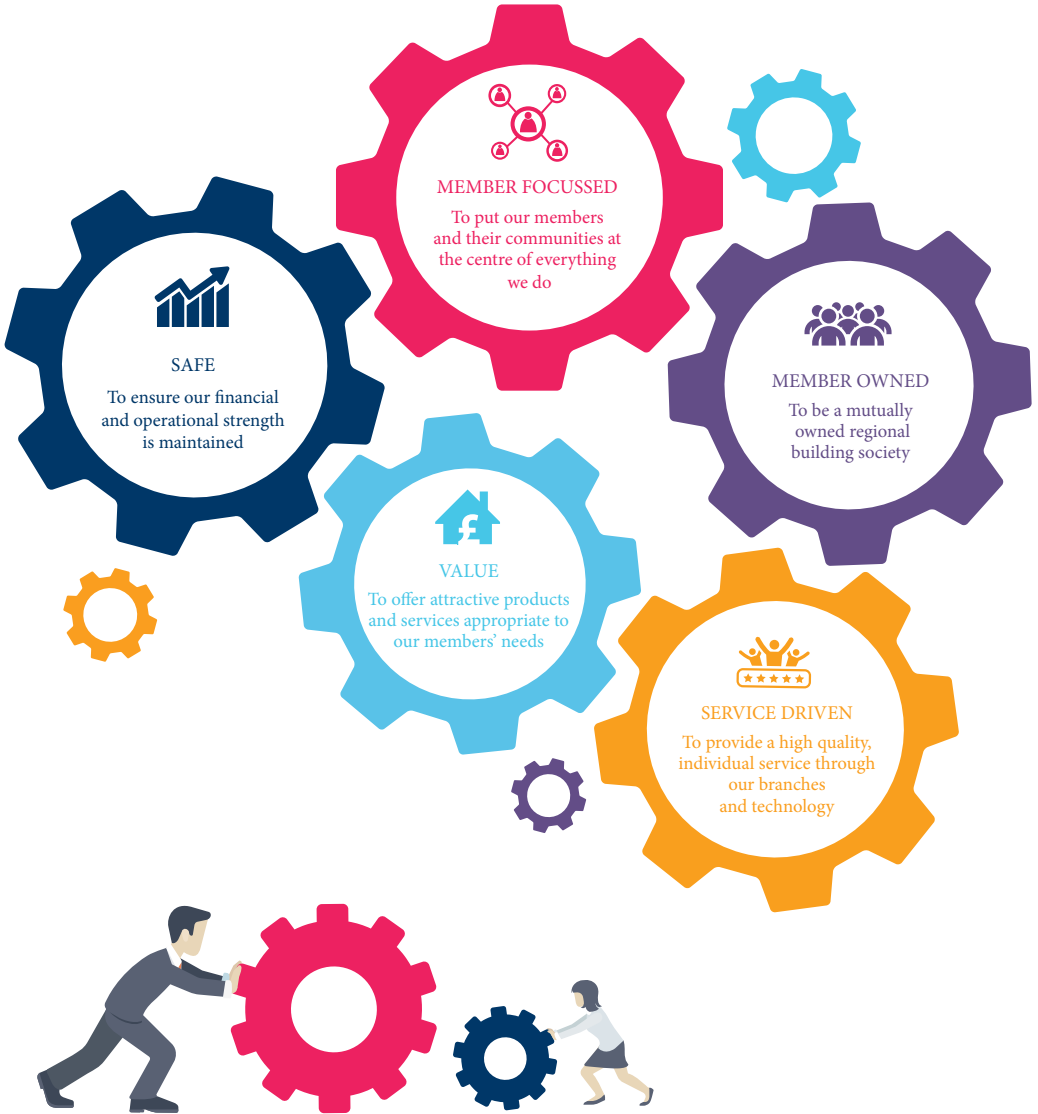 MEMBER FOCUSSED
To put our members
and their communities at
the centre of everything
we do
SAFE
To ensure our financial
and operational strength
is maintained
MEMBER OWNED
To be a mutually
owned regional
building society
£
VALUE
To offer attractive products
and services appropriate to
our members’ needs
SERVICE DRIVEN
To provide a high quality,
individual service through
our branches
and technology